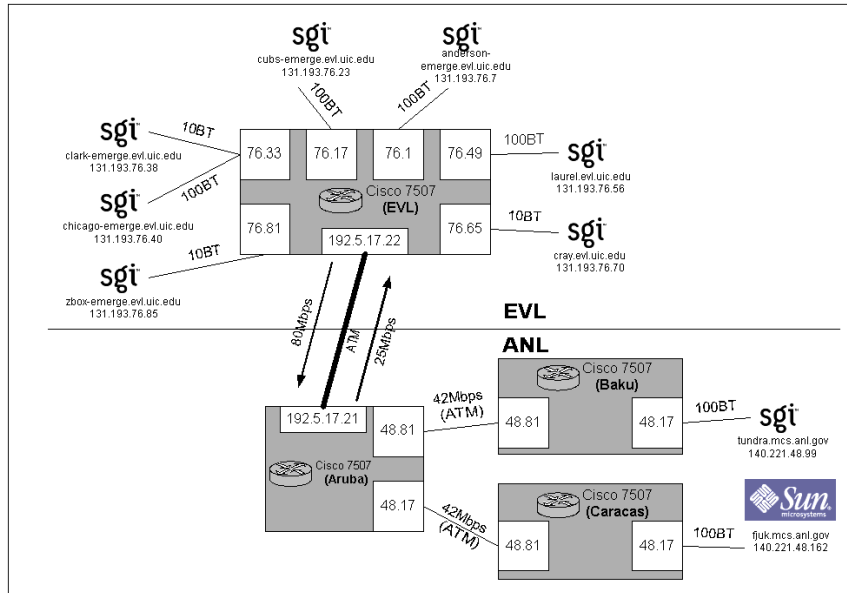 sgi
cubs-emerge.evl.uic.edu
131.193.76.23
sgi
anderson-
emerge.evl.uic.edu
131.193.76.7
100BT
100BT
sgi
clark-emerge.evl.uic.edu
131.193.76.38
10BT
100BT
sgi
chicago-emerge.evl.uic.edu
131.193.76.40
sgi
zbox-emerge.evl.uic.edu
131.193.76.85
10BT
76.33
76.17
76.1
76.49
Cisco 7507
(EVL)
76.81
192.5.17.22
76.65
100BT
sgi
laurel.evl.uic.edu
131.193.76.56
10BT
sgi
cray.evl.uic.edu
131.193.76.70
80Mbps
ATM
25Mbps
EVL
ANL
192.5.17.21
48.81
Cisco 7507
(Aruba)
48.17
42Mbps
(ATM)
Cisco 7507
(Baku)
48.81
48.17
100BT
sgi
tundra.mcs.anl.gov
140.221.48.99
42Mbps
(ATM)
Cisco 7507
(Caracas)
48.81
48.17
100BT
Sun
microsystems
fjuk.mcs.anl.gov
140.221.48.162